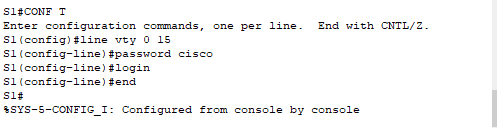 S1#CONF T
Enter configuration commands, one per line.  End with CNTL/Z.
S1(config)#line vty 0 15
S1(config-line)#password cisco
S1(config-line)#login
S1(config-line)#end
S1#
%SYS-5-CONFIG_I: Configured from console by console